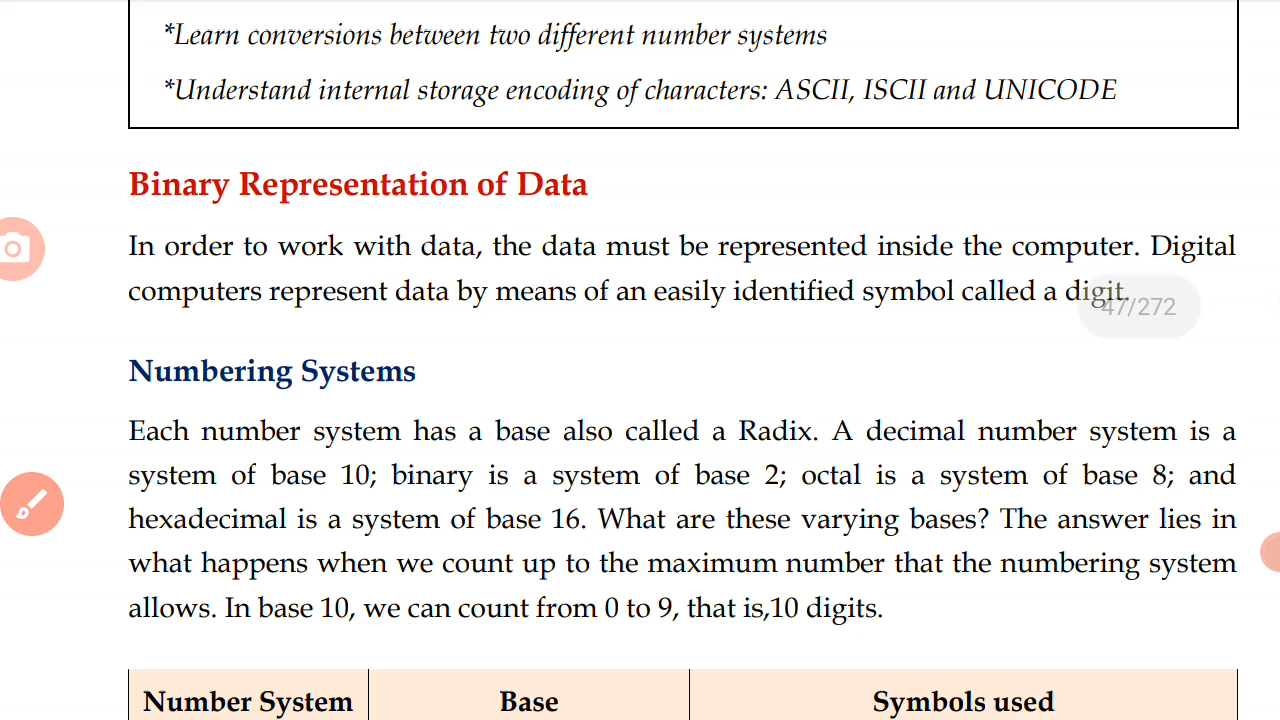 *Learn conversions between two different number systems
*Understand internal storage encoding of characters: ASCII, ISCII and UNICODE
Binary Representation of Data
In order to work with data, the data must be represented inside the computer. Digital
computers represent data by means of an easily identified symbol called a digit.
47/272
Numbering Systems
Each number system has a base also called a Radix. A decimal number system is a
system of base 10; binary is a system of base 2; octal is a system of base 8; and
hexadecimal is a system of base 16. What are these varying bases? The answer lies in
what happens when we count up to the maximum number that the numbering system
allows. In base 10, we can count from 0 to 9, that is,10 digits.
Number System Base Symbols used